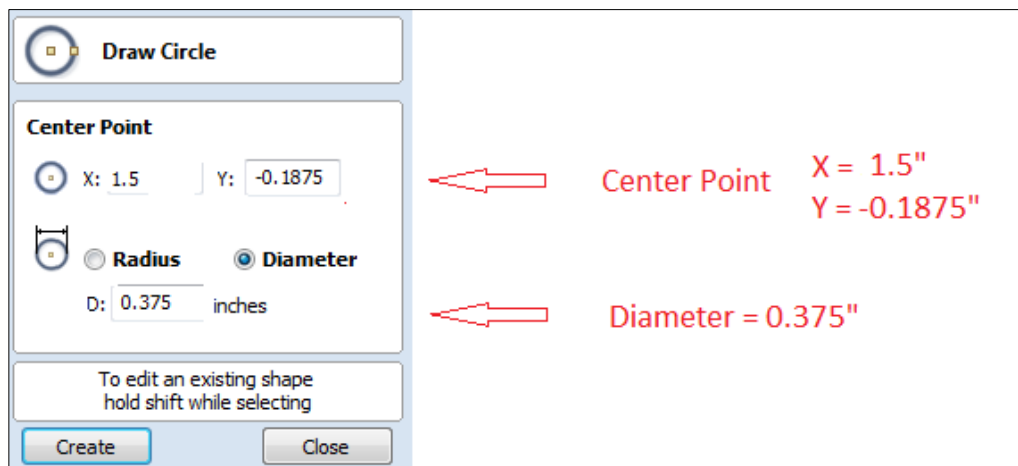 Draw Circle
Center Point
X: 1.5 Y: -0.1875
Center Point
X = 1.5"
Y = -0.1875"
Radius Diameter
D: 0.375 inches
Diameter = 0.375"
To edit an existing shape
hold shift while selecting
Create Close